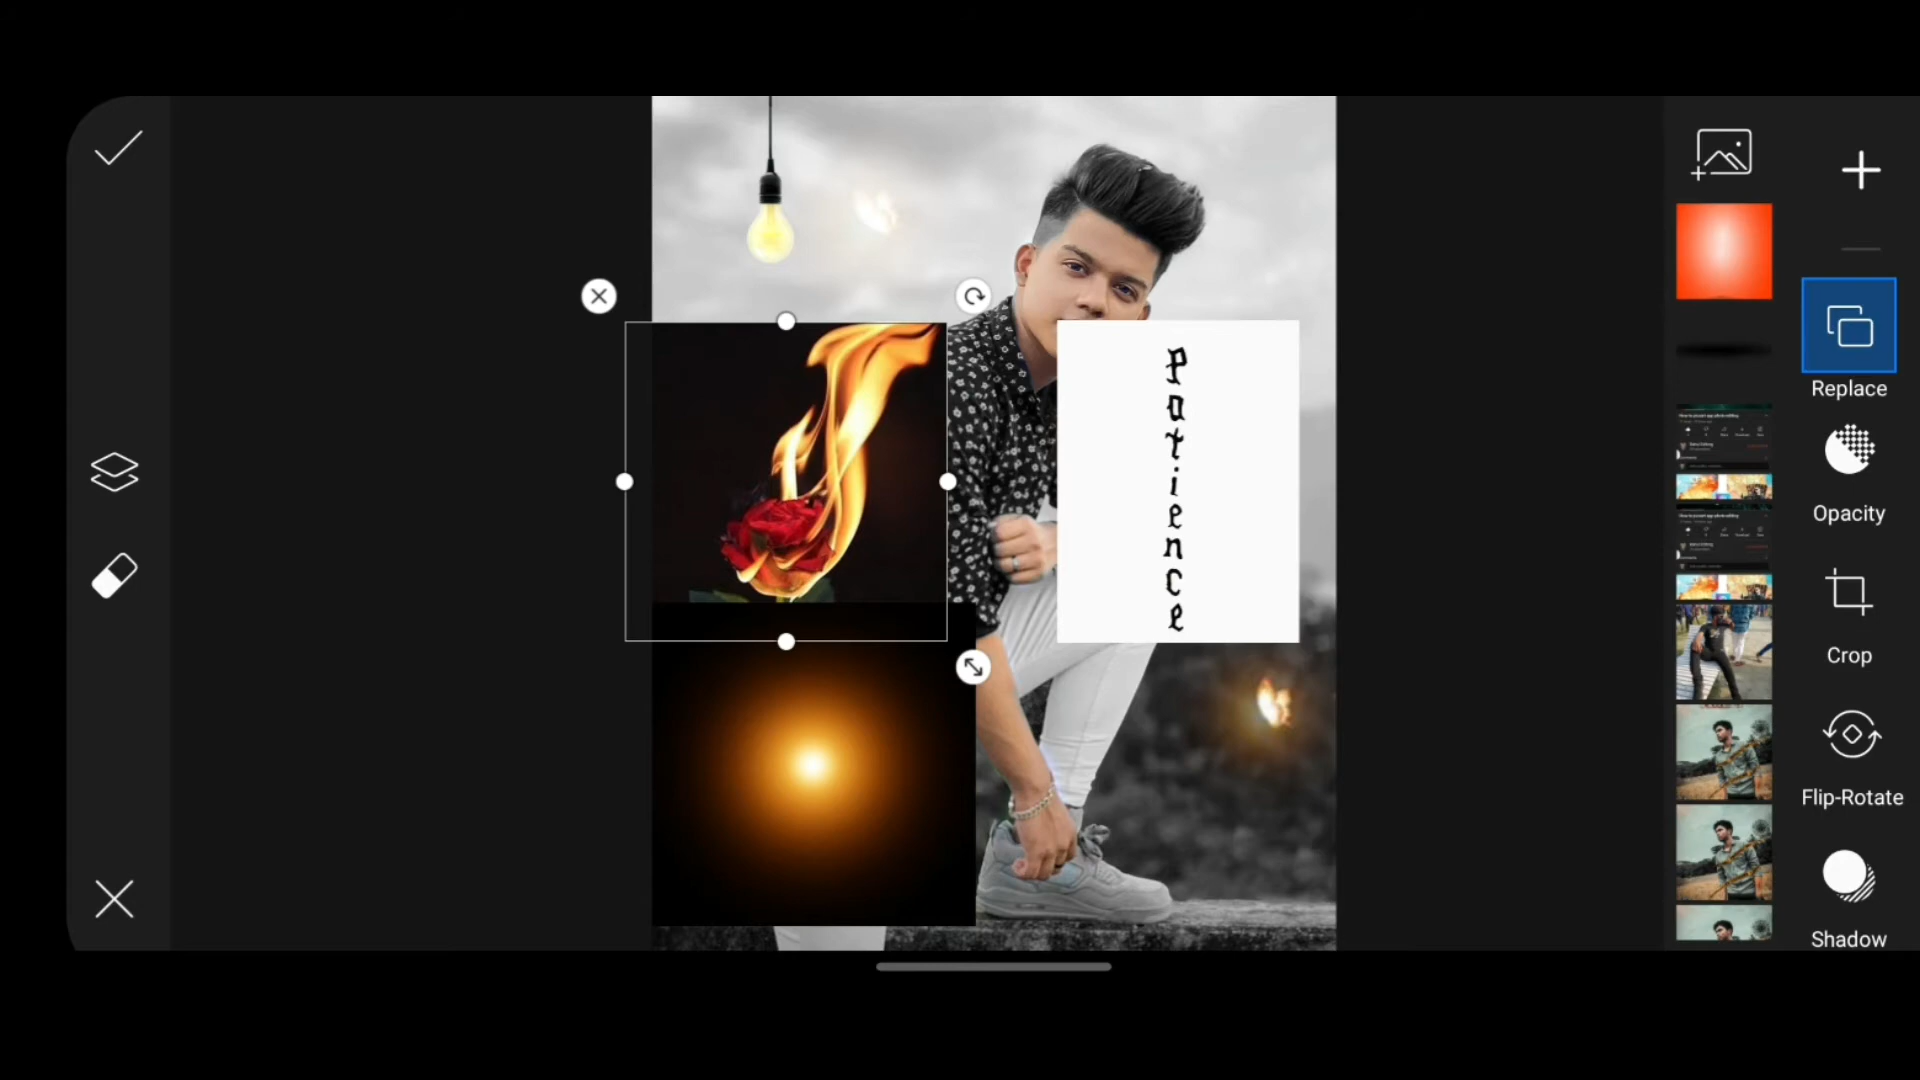 Patience
Replace
Opacity
Crop
Flip-Rotate
Shadow